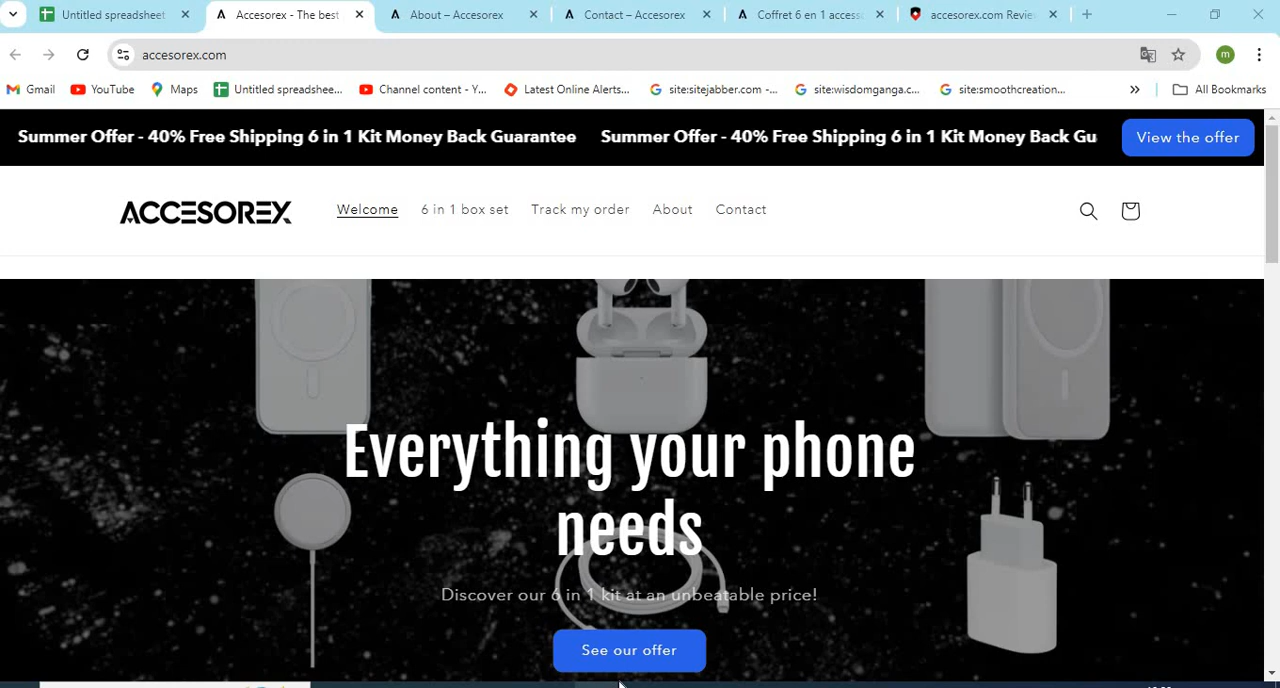 Untitled spreadsheet
Accesorex - The best
About – Accesorex
Contact – Accesorex
Coffret 6 en 1 access
accesorex.com Revie
accesorex.com
m
Gmail
YouTube
Maps
Untitled spreadshee...
Channel content - Y...
Latest Online Alerts...
site:sitejabber.com -...
site:wisdomganga.c...
site:smoothcreation...
All Bookmarks
Summer Offer - 40% Free Shipping 6 in 1 Kit Money Back Guarantee Summer Offer - 40% Free Shipping 6 in 1 Kit Money Back Gu
View the offer
ACCESOREX
Welcome
6 in 1 box set
Track my order
About
Contact
Everything your phone
needs
Discover our 6 in 1 kit at an unbeatable price!
See our offer